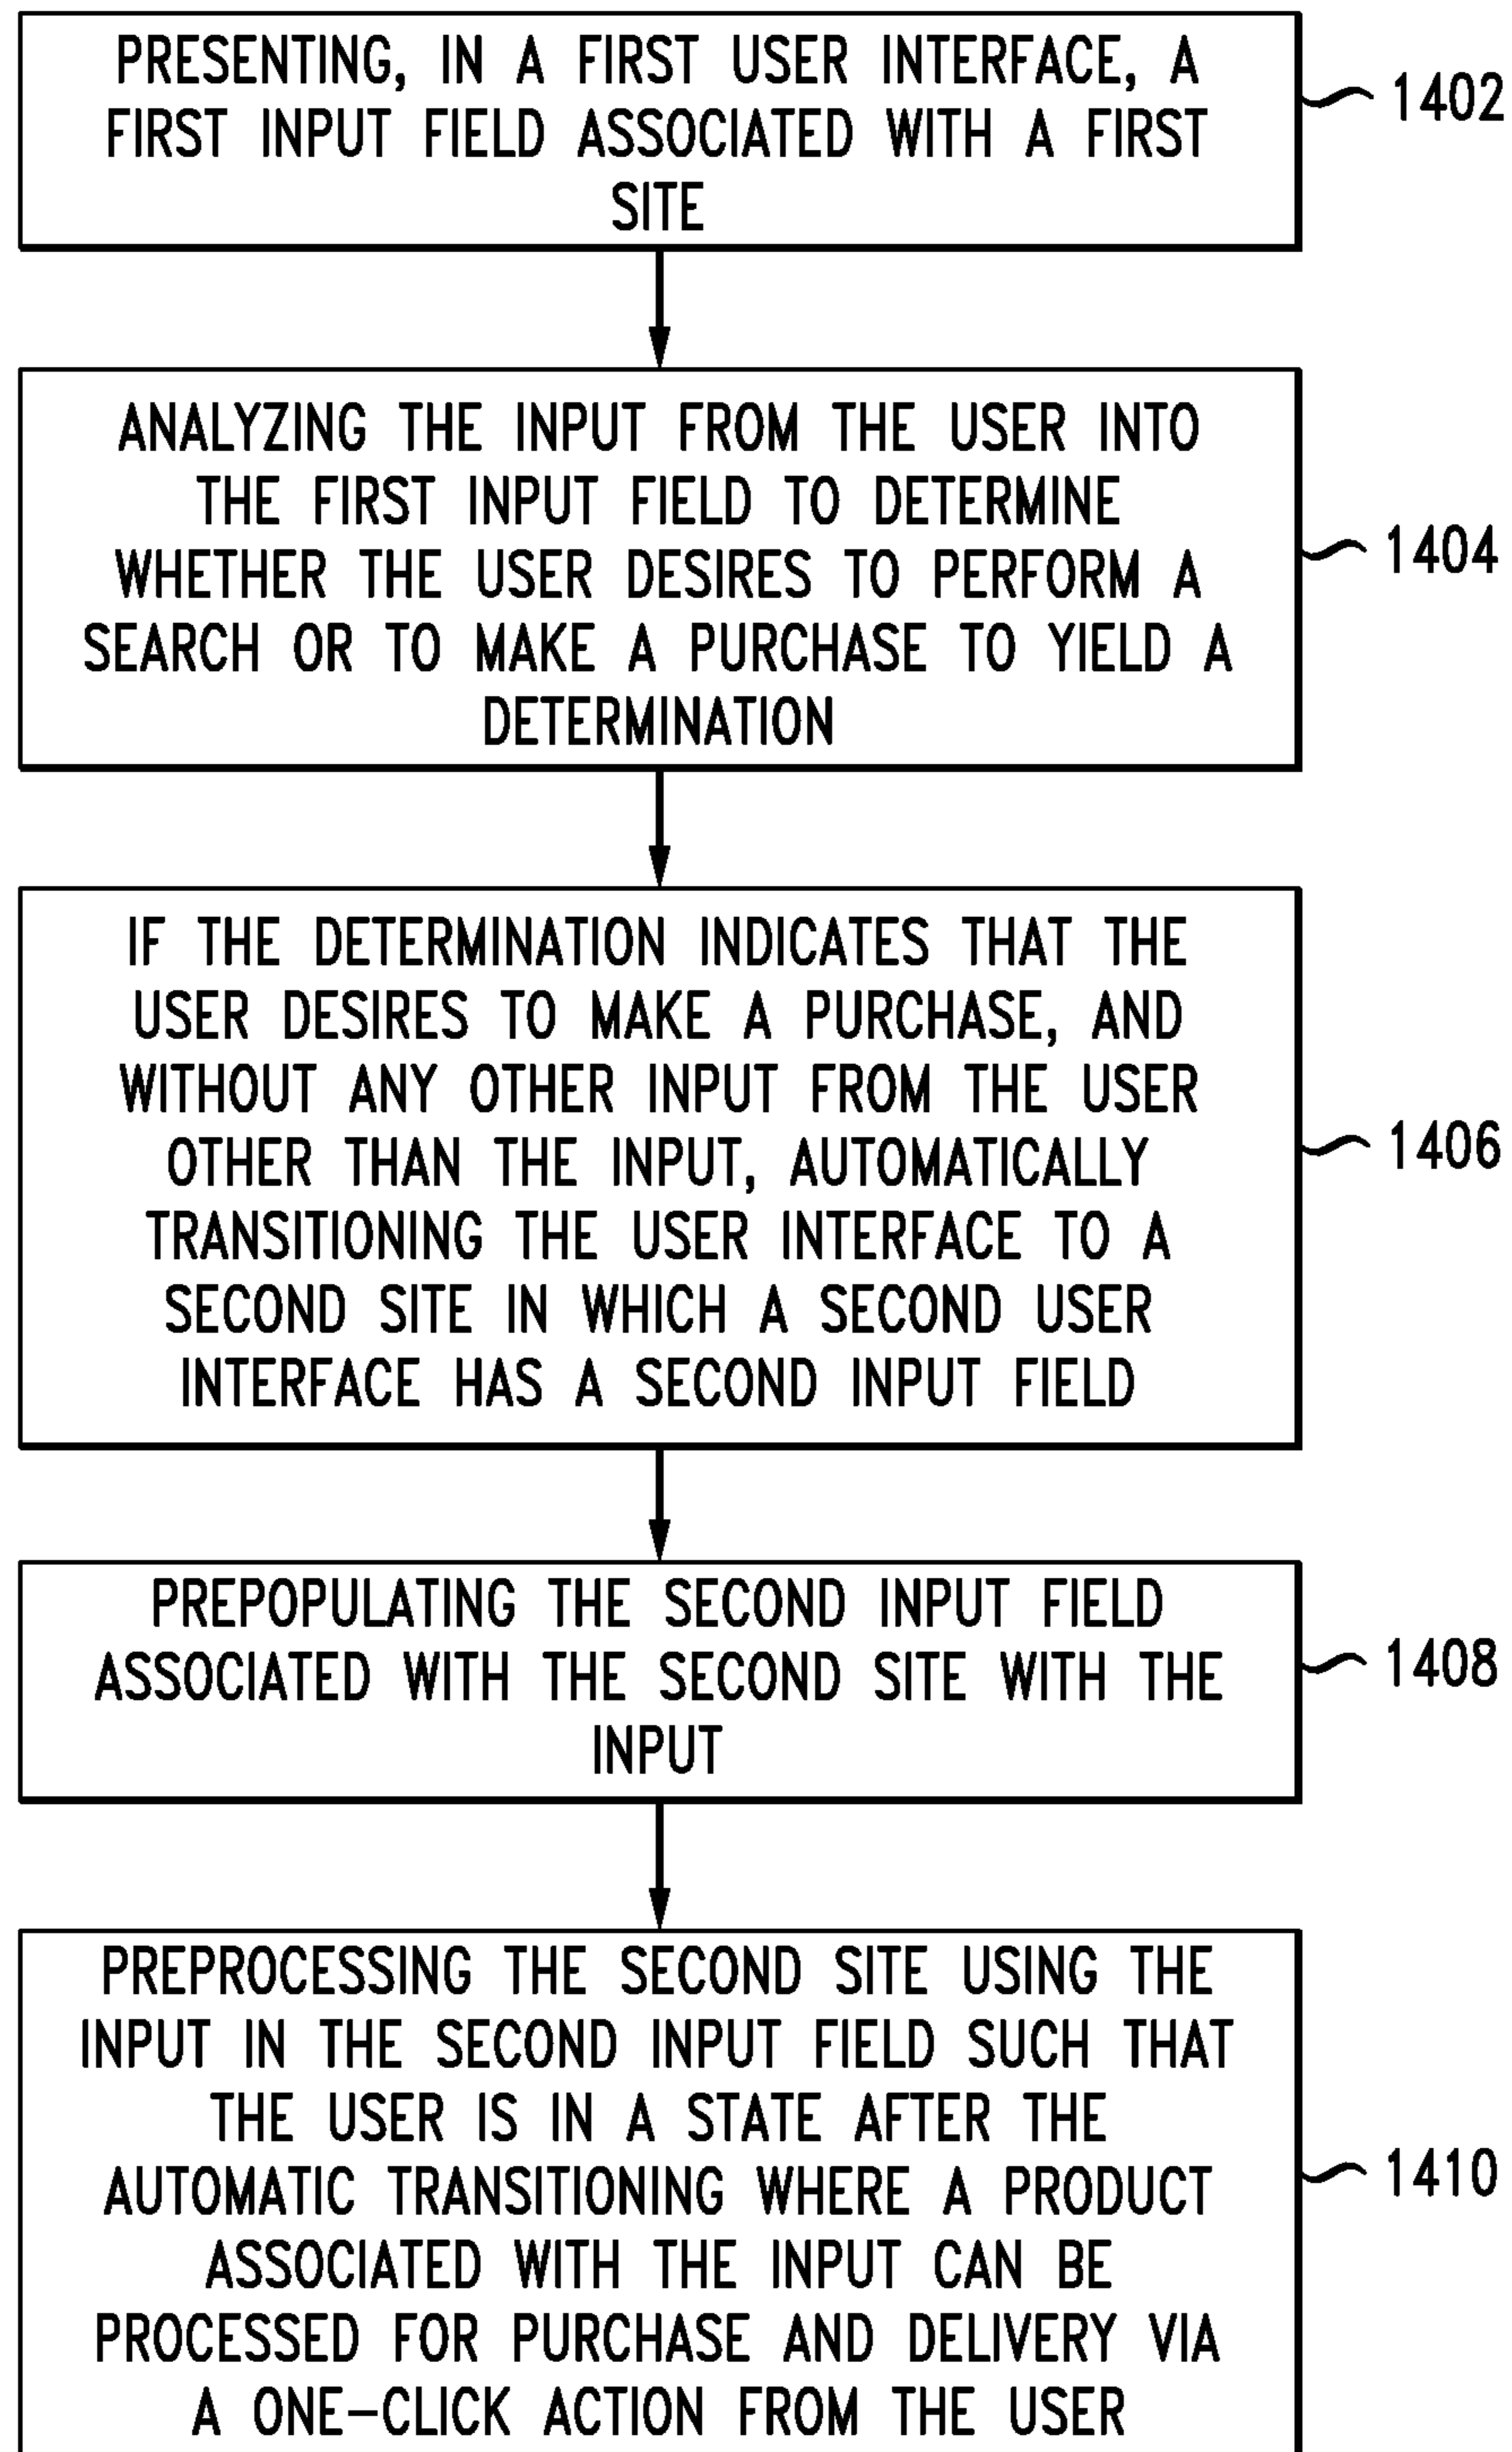 PRESENTING, IN A FIRST USER INTERFACE, A
FIRST INPUT FIELD ASSOCIATED WITH A FIRST
SITE
1402
ANALYZING THE INPUT FROM THE USER INTO
THE FIRST INPUT FIELD TO DETERMINE
WHETHER THE USER DESIRES TO PERFORM A
SEARCH OR TO MAKE A PURCHASE TO YIELD A
DETERMINATION
1404
IF THE DETERMINATION INDICATES THAT THE
USER DESIRES TO MAKE A PURCHASE, AND
WITHOUT ANY OTHER INPUT FROM THE USER
OTHER THAN THE INPUT, AUTOMATICALLY
TRANSITIONING THE USER INTERFACE TO A
SECOND SITE IN WHICH A SECOND USER
INTERFACE HAS A SECOND INPUT FIELD
1406
PREPOPULATING THE SECOND INPUT FIELD
ASSOCIATED WITH THE SECOND SITE WITH THE
INPUT
1408
PREPROCESSING THE SECOND SITE USING THE
INPUT IN THE SECOND INPUT FIELD SUCH THAT
THE USER IS IN A STATE AFTER THE
AUTOMATIC TRANSITIONING WHERE A PRODUCT
ASSOCIATED WITH THE INPUT CAN BE
PROCESSED FOR PURCHASE AND DELIVERY VIA
A ONE-CLICK ACTION FROM THE USER
1410